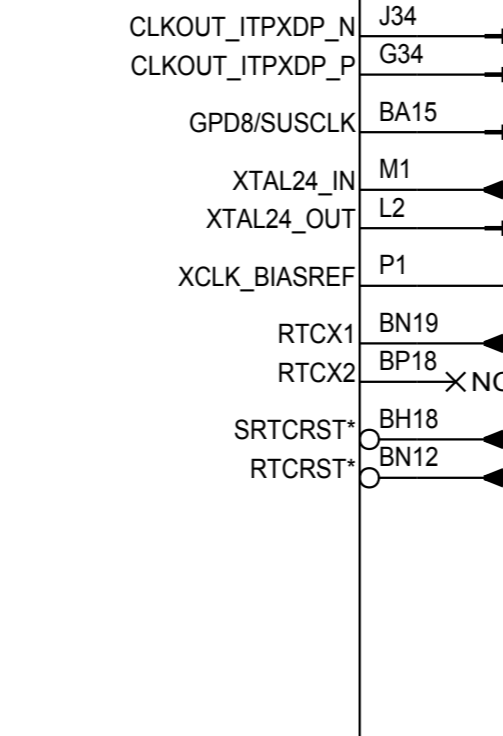 CLKOUT_ITPXDP_N J34
CLKOUT_ITPXDP_P G34
GPD8/SUSCLK BA15
XTAL24_IN M1
XTAL24_OUT L2
XCLK_BIASREF P1
RTCX1 BN19
RTCX2 BP18
SRTCRST* BH18
RTCRST* BN12